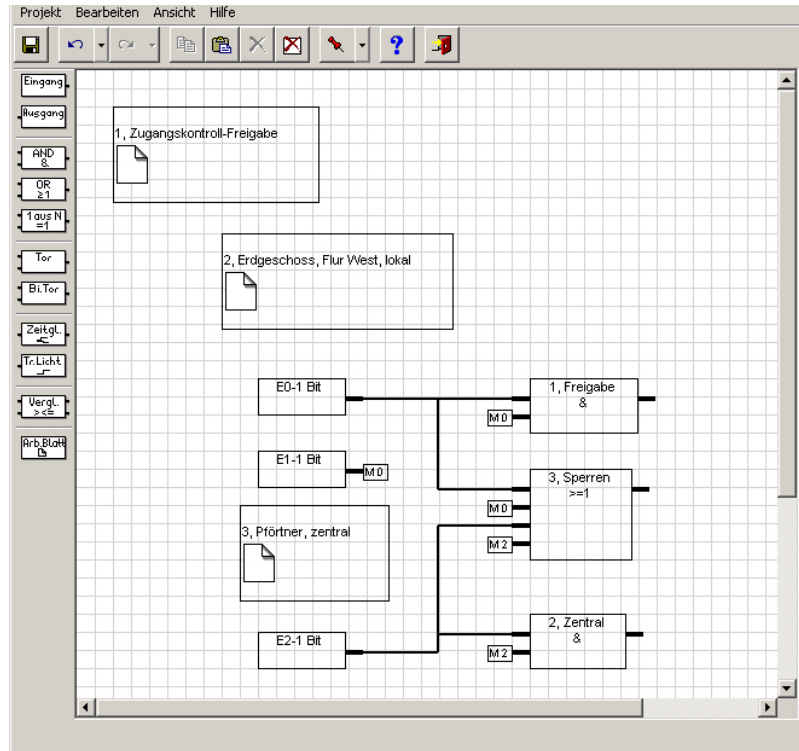 Projekt Bearbeiten Ansicht Hilfe
?
Eingang
Ausgang
AND
&
OR
≥1
1 aus N
=1
Tor
Bi.Tor
Zeitgl.
Tr.Licht
Vergl.
><=
Arb.Blatt
1, Zugangskontroll-Freigabe
2, Erdgeschoss, Flur West, lokal
E0-1 Bit
1, Freigabe
&
M 0
E1-1 Bit
M 0
3, Sperren
>=1
M 0
M 2
3, Pförtner, zentral
E2-1 Bit
2, Zentral
&
M 2